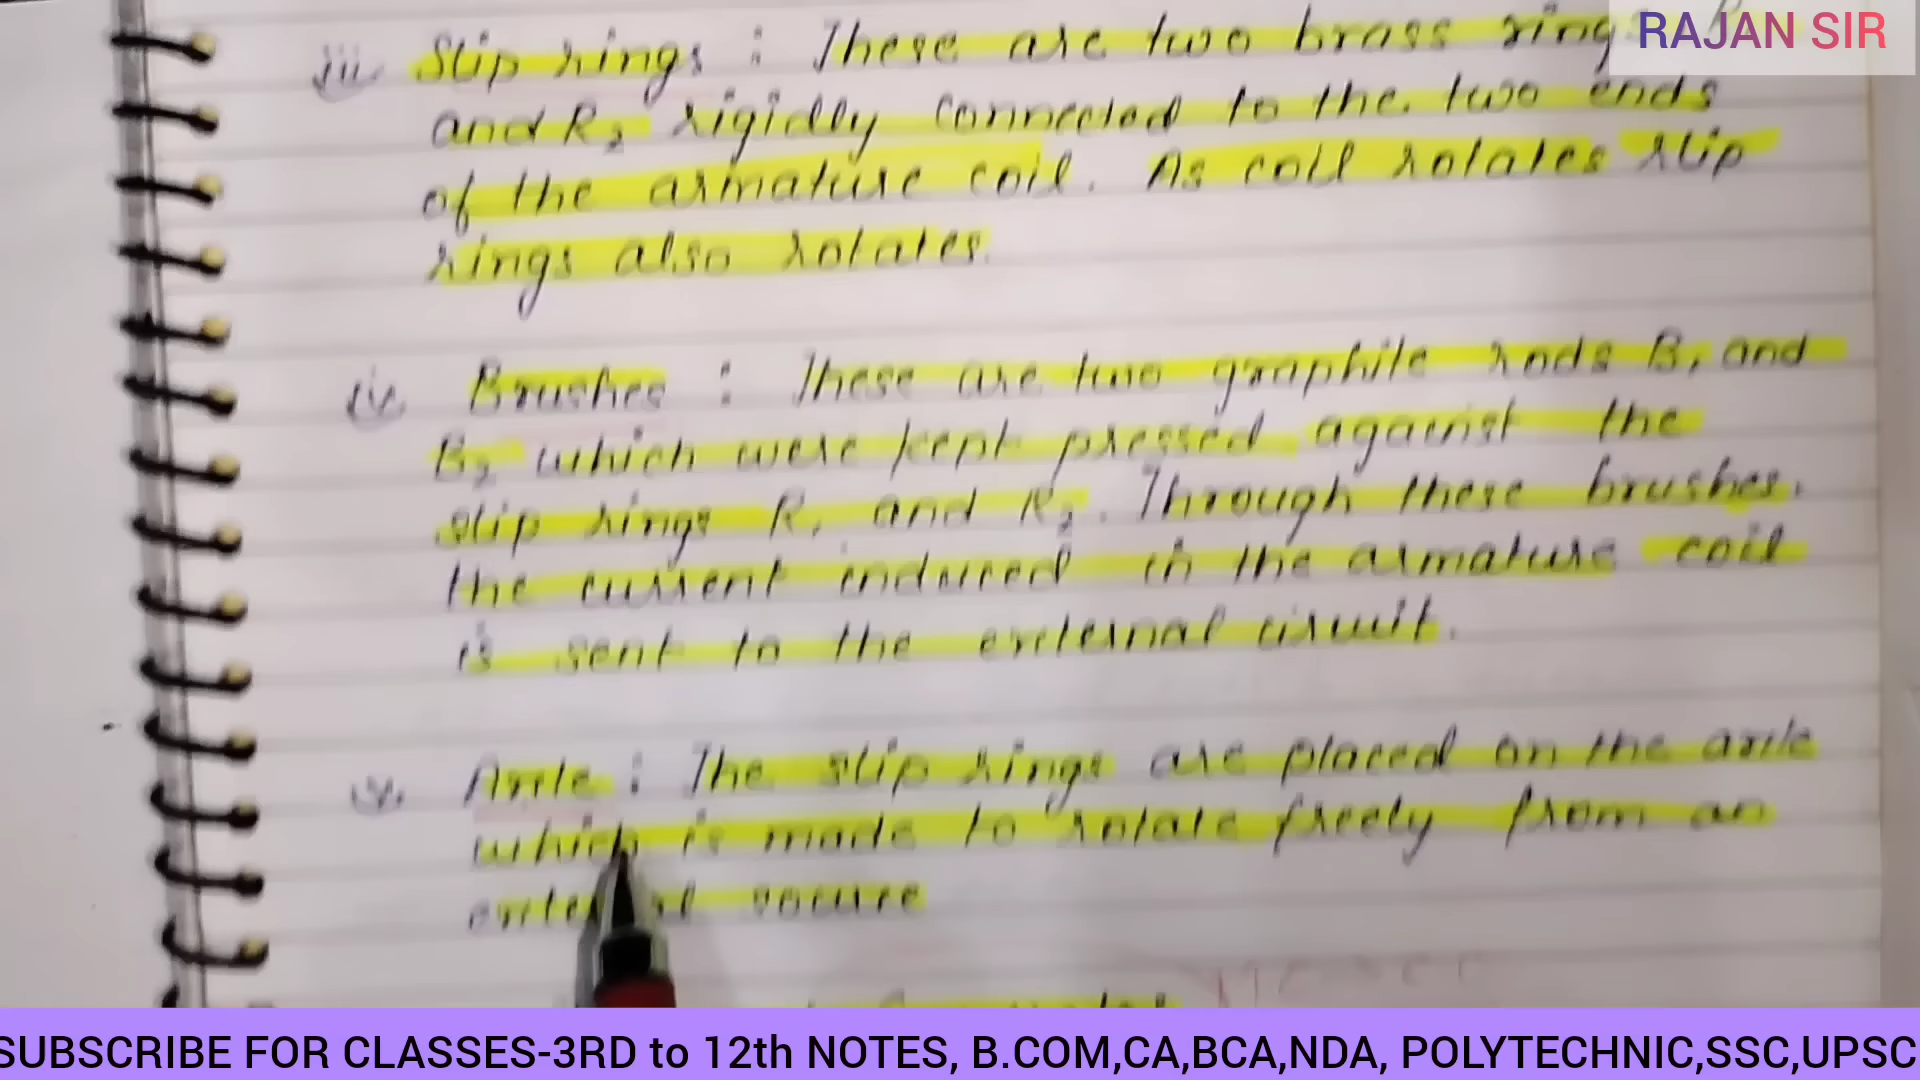 RAJAN SIR
iii Slip rings : These are two brass rings
and R2 rigidly connected to the two ends
of the armature coil. As coil rotates slip
rings also rotates.
iv Brushes : These are two graphite rods B1 and
B2 which were kept pressed against the
slip rings R1 and R2. Through these brushes.
the current induced in the armature coil
is sent to the external circuit.
v. Axle : The slip rings are placed on the axle
which is made to rotate freely from an
SUBSCRIBE FOR CLASSES-3RD to 12th NOTES, B.COM,CA,BCA,NDA, POLYTECHNIC,SSC,UPSC